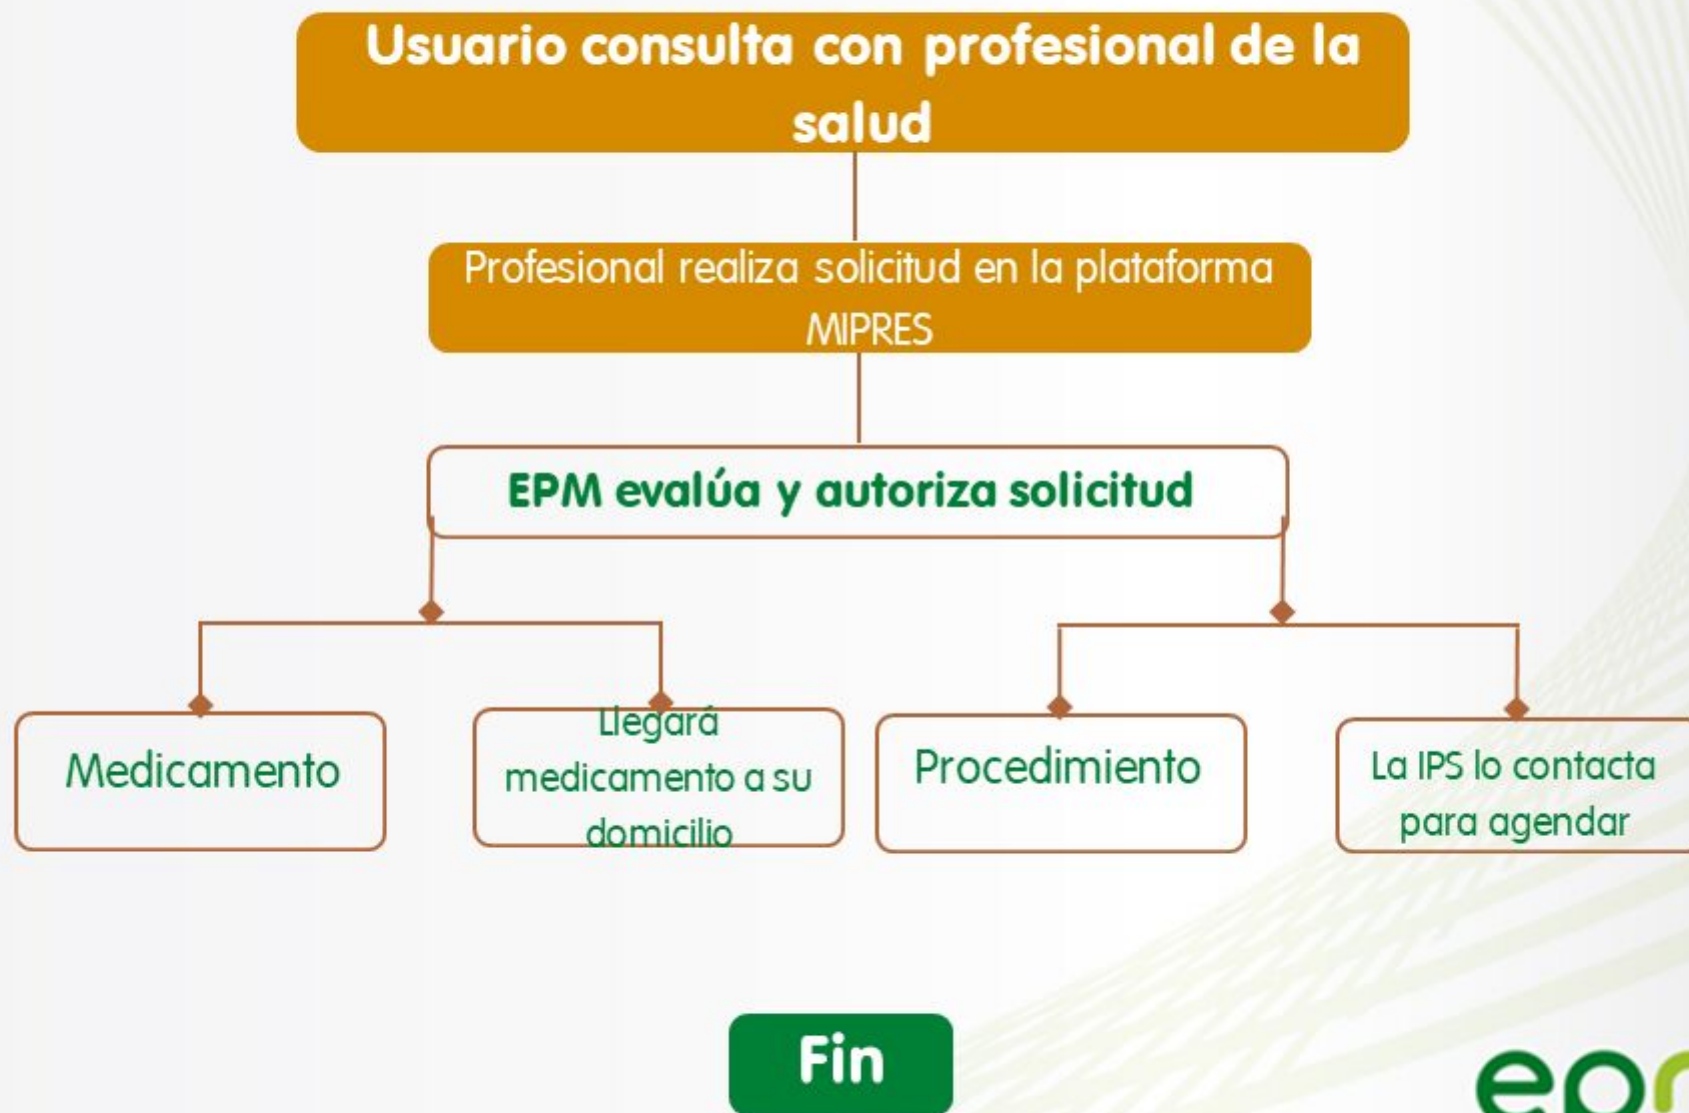 Usuario consulta con profesional de la
salud
Profesional realiza solicitud en la plataforma
MIPRES
EPM evalúa y autoriza solicitud
Medicamento
Llegará
medicamento a su
domicilio
Procedimiento
La IPS lo contacta
para agendar
Fin